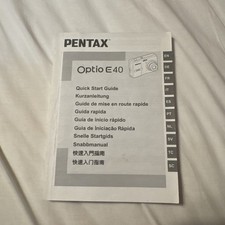 PENTAX
Optio E40
Quick Start Guide
Kurzanleitung
Guide de mise en route rapide
Guida rapida
Guía de inicio rápido
Guia de Iniciação Rápida
Snelle Startgids
Snabbmanual
快捷入門指南
快速入门指南